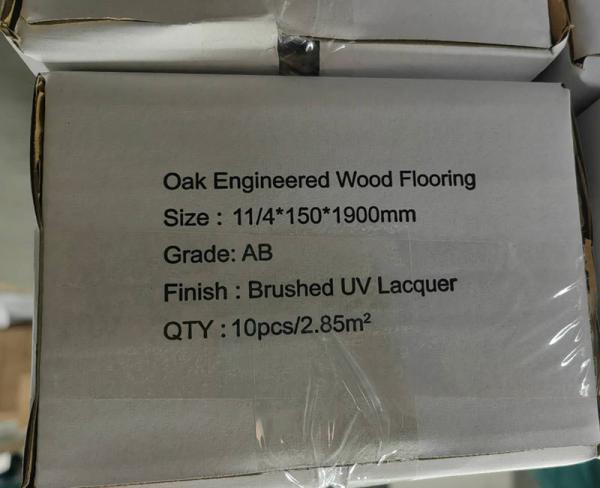 Oak Engineered Wood Flooring
Size : 11/4*150*1900mm
Grade: AB
Finish : Brushed UV Lacquer
QTY : 10pcs/2.85m²